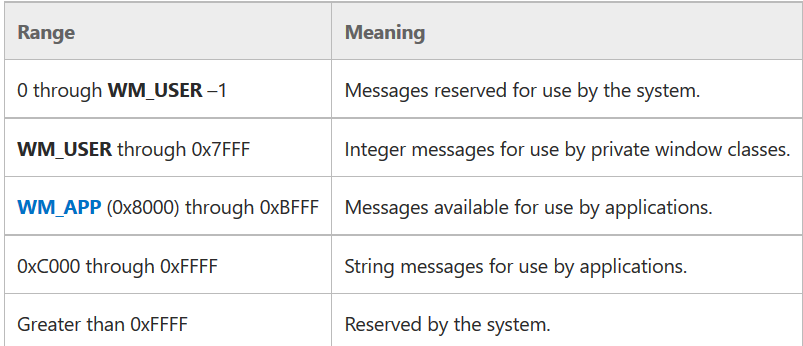 Range Meaning
0 through WM_USER –1 Messages reserved for use by the system.
WM_USER through 0x7FFF Integer messages for use by private window classes.
WM_APP (0x8000) through 0xBFFF Messages available for use by applications.
0xC000 through 0xFFFF String messages for use by applications.
Greater than 0xFFFF Reserved by the system.